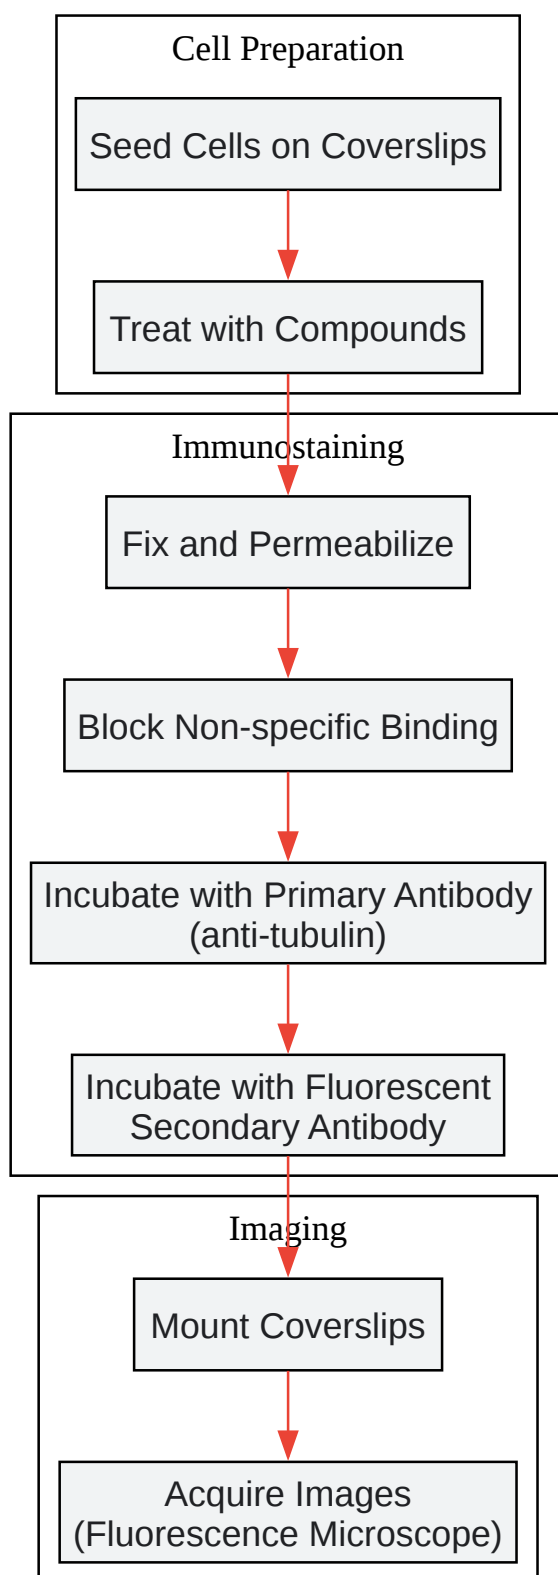 Cell Preparation
Seed Cells on Coverslips
Treat with Compounds
Immunostaining
Fix and Permeabilize
Block Non-specific Binding
Incubate with Primary Antibody
(anti-tubulin)
Incubate with Fluorescent
Secondary Antibody
Imaging
Mount Coverslips
Acquire Images
(Fluorescence Microscope)